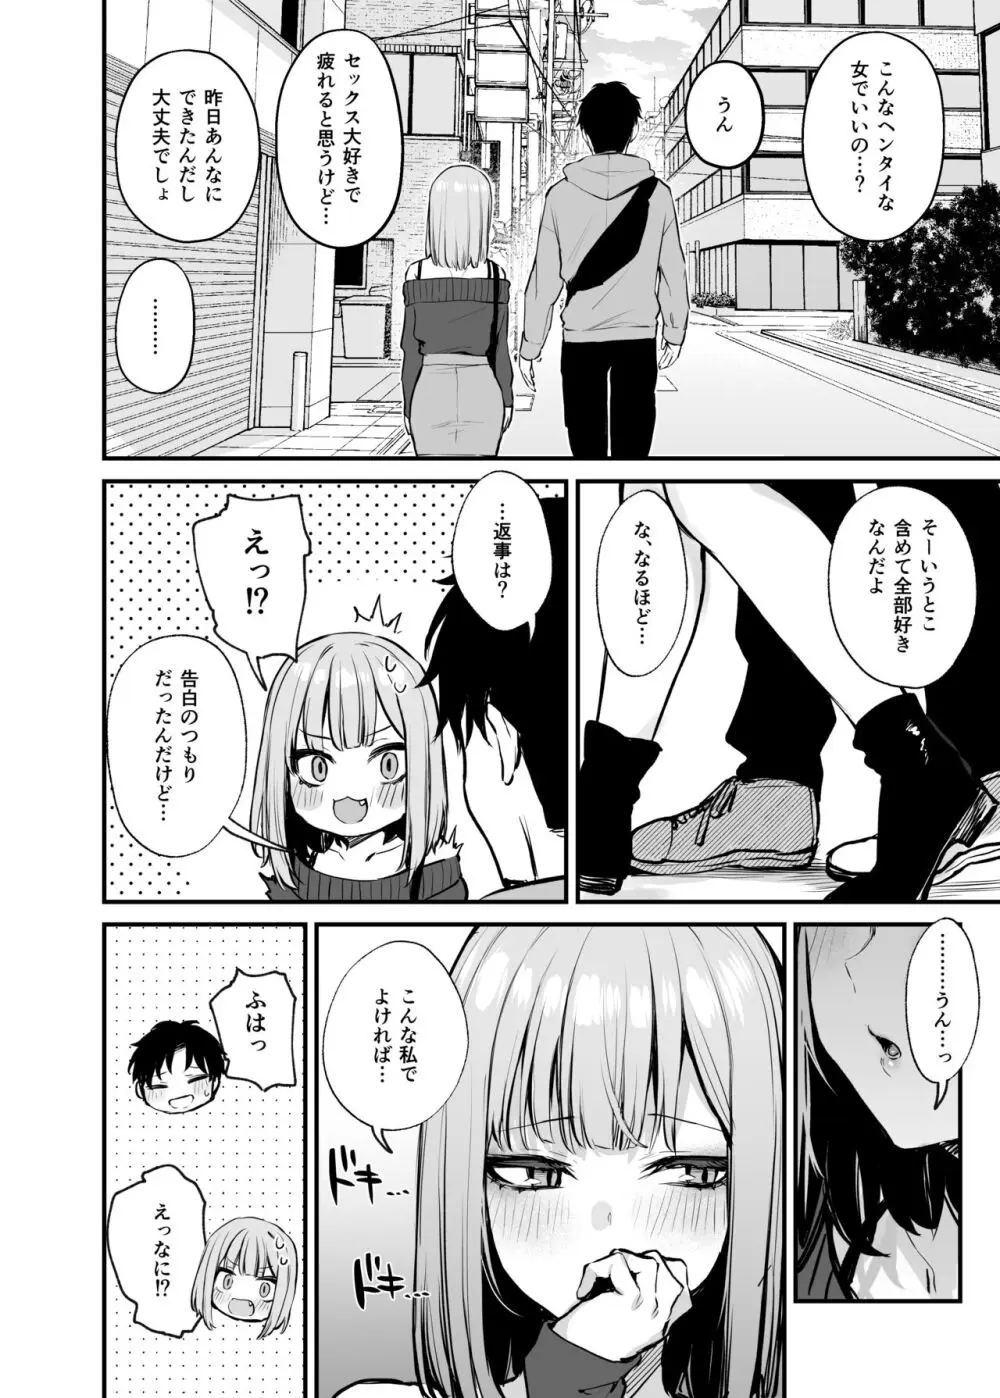 こんなヘンタイな
女でいいの…？
うん
セックス大好きで
疲れると思うけど…
昨日あんなに
できたんだし
大丈夫でしょ
………
そーいうとこ
含めて全部好き
なんだよ
な、なるほど…
…返事は？
えっ!?
告白のつもり
だったんだけど…
………うん…っ
こんな私で
よければ…
ドキ…
ドキ…
ふはっ
えっなに!?